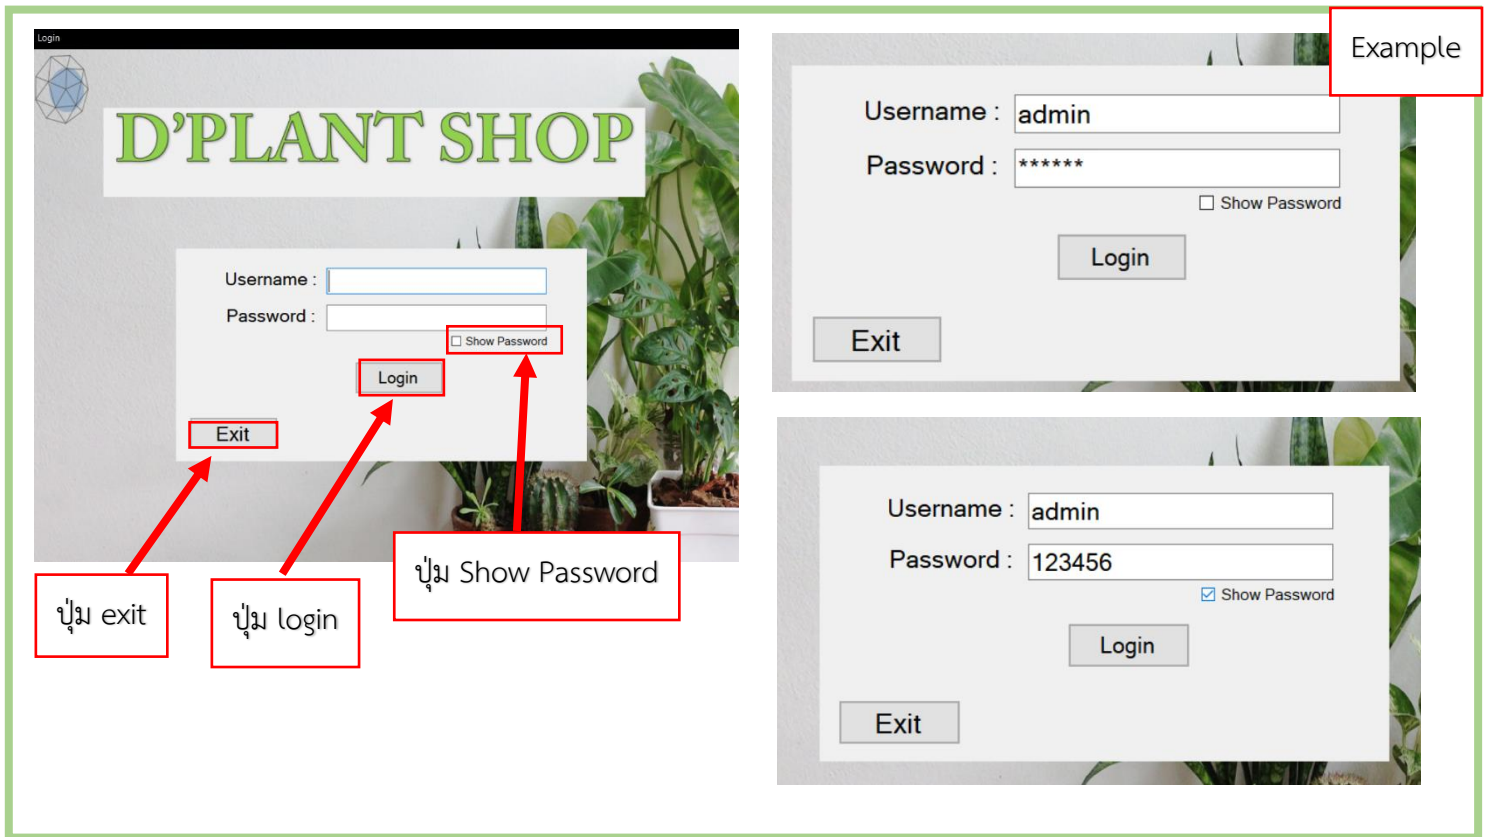 Login
D'PLANT SHOP
Username :
Password :
Show Password
Login
Exit
ปุ่ม exit
ปุ่ม login
ปุ่ม Show Password
Example
Username : admin
Password : ******
Show Password
Login
Exit
Username : admin
Password : 123456
Show Password
Login
Exit